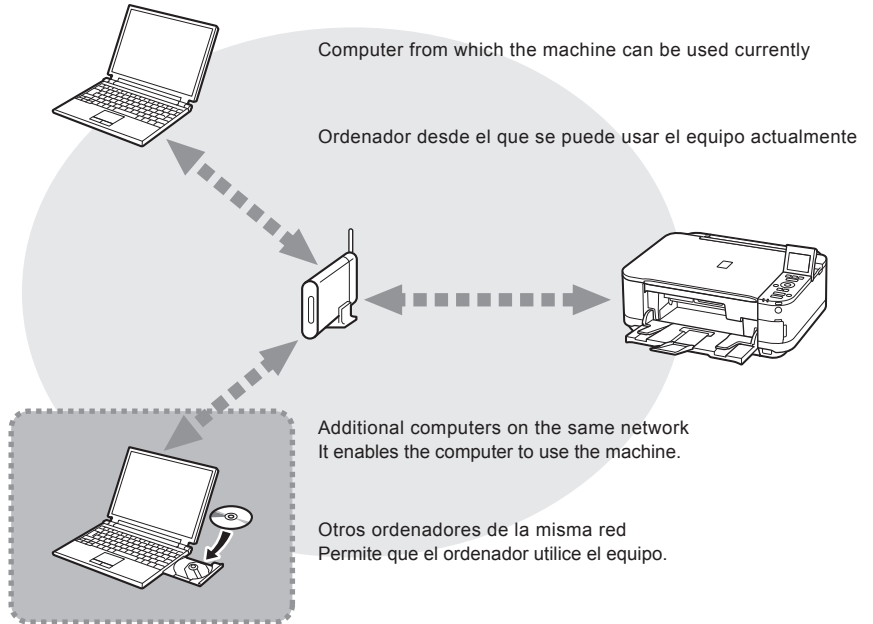 Computer from which the machine can be used currently
Ordenador desde el que se puede usar el equipo actualmente
Additional computers on the same network
It enables the computer to use the machine.
Otros ordenadores de la misma red
Permite que el ordenador utilice el equipo.